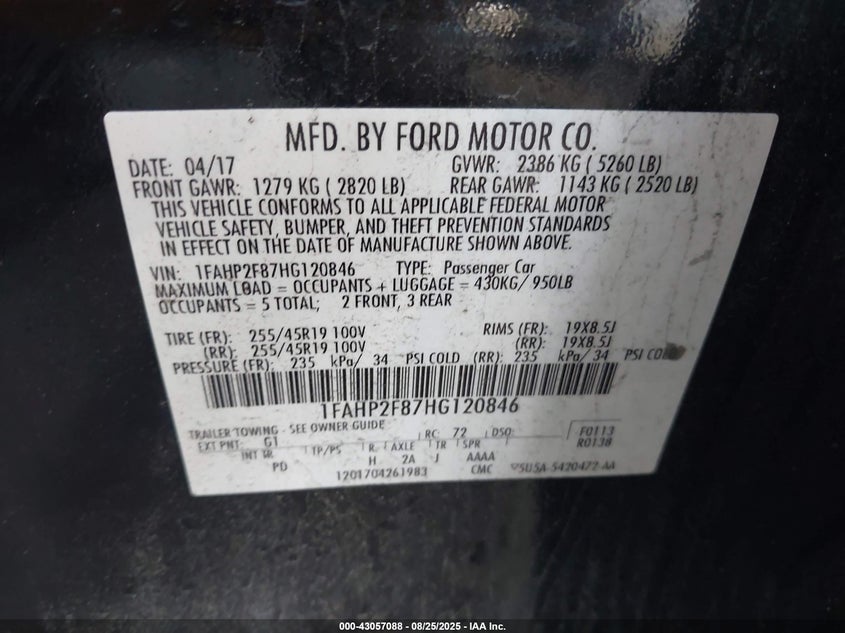 MFD. BY FORD MOTOR CO.
DATE: 04/17 GVWR: 2386 KG ( 5260 LB)
FRONT GAWR: 1279 KG ( 2820 LB) REAR GAWR: 1143 KG ( 2520 LB)
THIS VEHICLE CONFORMS TO ALL APPLICABLE FEDERAL MOTOR
VEHICLE SAFETY, BUMPER, AND THEFT PREVENTION STANDARDS
IN EFFECT ON THE DATE OF MANUFACTURE SHOWN ABOVE.
VIN: 1FAHP2F87HG120846 TYPE: Passenger Car
MAXIMUM LOAD = OCCUPANTS + LUGGAGE = 430KG/ 950LB
OCCUPANTS = 5 TOTAL; 2 FRONT, 3 REAR
TIRE (FR): 255/45R19 100V RIMS (FR): 19X8.5J
(RR): 255/45R19 100V (RR): 19X8.5J
PRESSURE (FR): 235 kPa/ 34 PSI COLD (RR): 235 kPa/ 34 PSI COLD
1FAHP2F87HG120846
TRAILER TOWING - SEE OWNER GUIDE RC: 72 DSO: F0113
EXT PNT: G1 R0138
INT TR TP/PS R AXLE TR SPR
PD H 2A J AAAA
1201704261983 CMC 5U5A-5420472-AA
000-43057088 - 08/25/2025 - IAA Inc.